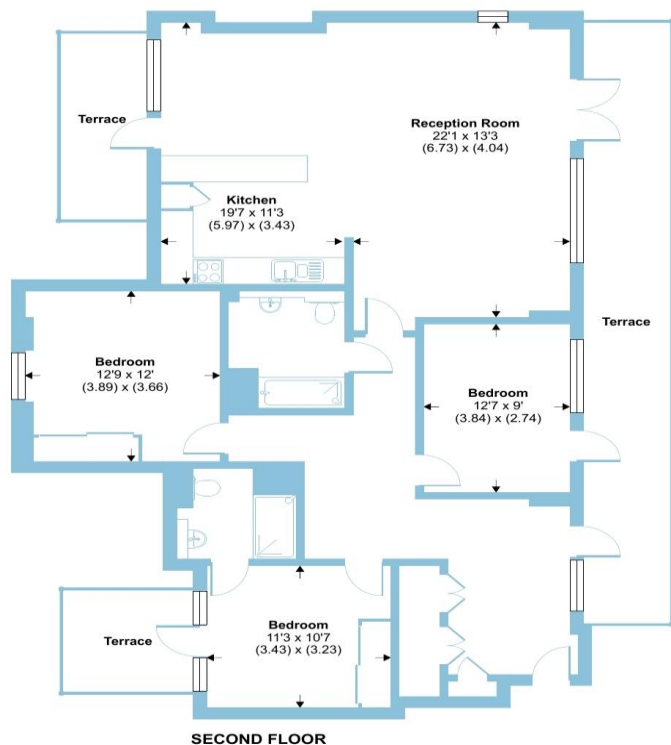 Terrace
Reception Room
22'1 x 13'3
(6.73) x (4.04)
Kitchen
19'7 x 11'3
(5.97) x (3.43)
Terrace
Bedroom
12'9 x 12'
(3.89) x (3.66)
Bedroom
12'7 x 9'
(3.84) x (2.74)
Terrace
Bedroom
11'3 x 10'7
(3.43) x (3.23)
SECOND FLOOR